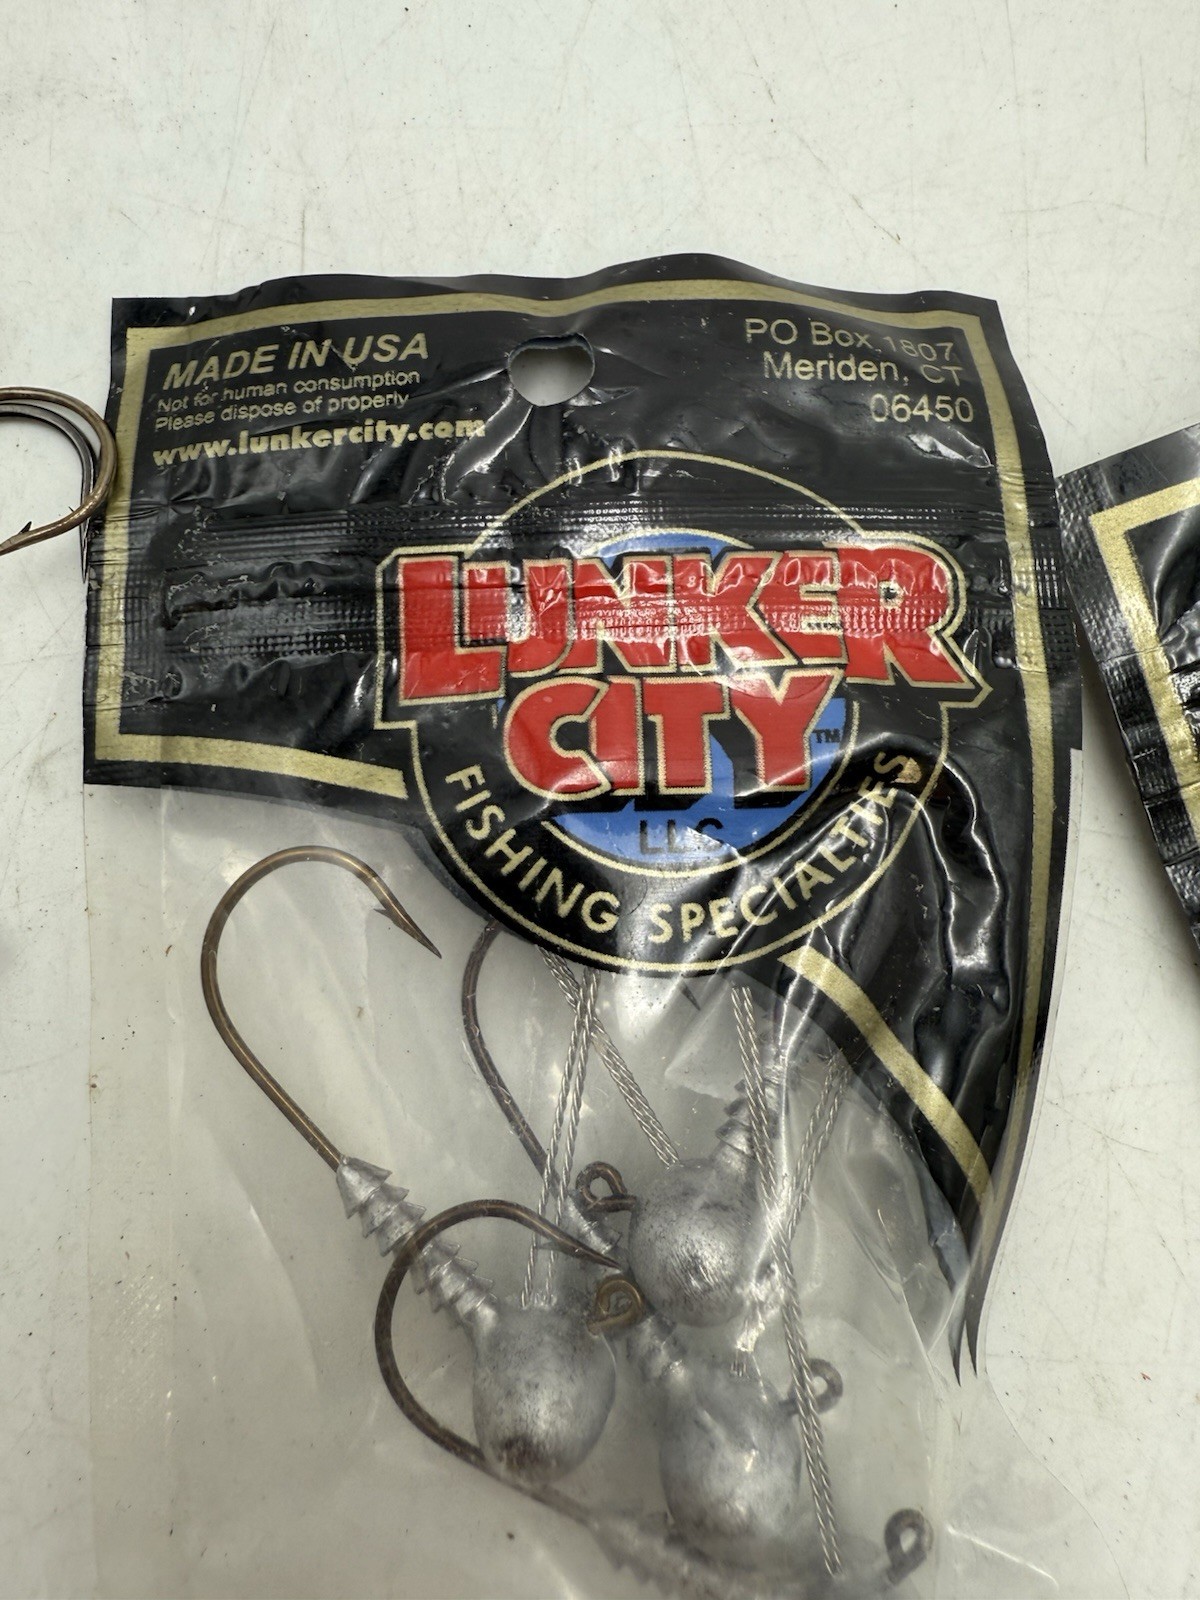 MADE IN USA
Not for human consumption
Please dispose of properly
www.lunkercity.com
PO Box 1807
Meriden, CT
06450
LUNKER
CITY™
LLC
FISHING SPECIALTIES